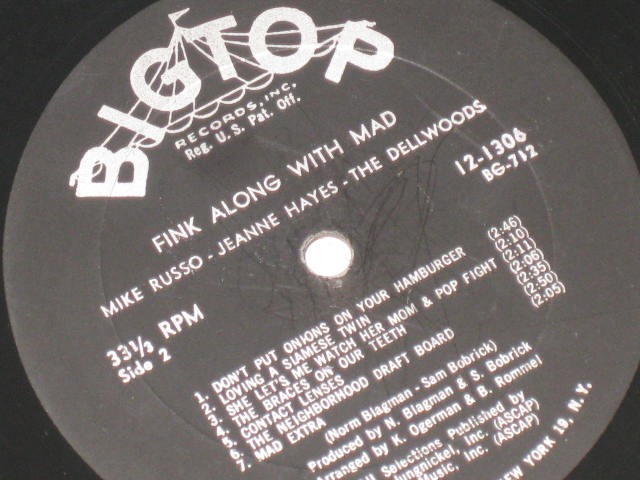 BIGTOP
RECORDS, INC.
Reg. U. S. Pat. Off.
FINK ALONG WITH MAD
12-1306
MIKE RUSSO - JEANNE HAYES - THE DELLWOODS
BG-712
33⅓ RPM
Side 2
1. DON'T PUT ONIONS ON YOUR HAMBURGER (2:46)
2. LOVING A SIAMESE TWIN (2:10)
3. SHE LET'S ME WATCH HER MOM & POP FIGHT (2:11)
4. THE BRACES ON OUR TEETH (2:06)
5. CONTACT LENSES (2:35)
6. THE NEIGHBORHOOD DRAFT BOARD (2:50)
7. MAD EXTRA (2:05)
(Norm Blagman - Sam Bobrick)
Produced by N. Blagman & S. Bobrick
Arranged by K. Ogerman & B. Rommel
All Selections Published by
Jungnickel, Inc. (ASCAP)
Music, Inc. (ASCAP)
NEW YORK 19, N.Y.